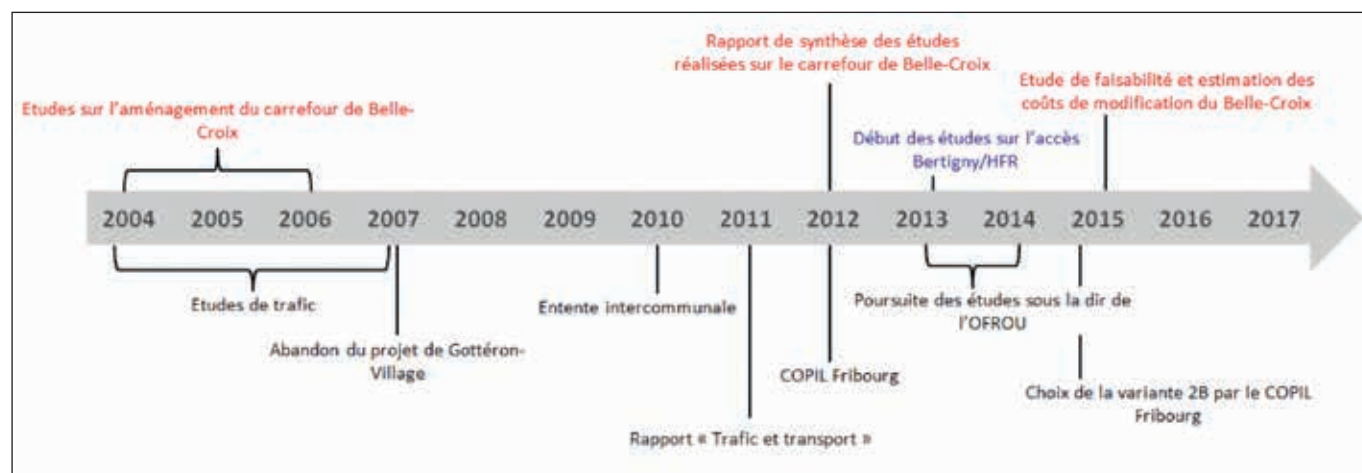 Rapport de synthèse des études
réalisées sur le carrefour de Belle-Croix
Etude de faisabilité et estimation des
coûts de modification du Belle-Croix
Etudes sur l'aménagement du carrefour de Belle-
Croix
Début des études sur l'accès
Bertigny/HFR
2004 2005 2006 2007 2008 2009 2010 2011 2012 2013 2014 2015 2016 2017
Etudes de trafic
Entente intercommunale
Poursuite des études sous la dir de
l'OFROU
Abandon du projet de Gottéron-
Village
COPIL Fribourg
Choix de la variante 2B par le COPIL
Fribourg
Rapport « Trafic et transport »